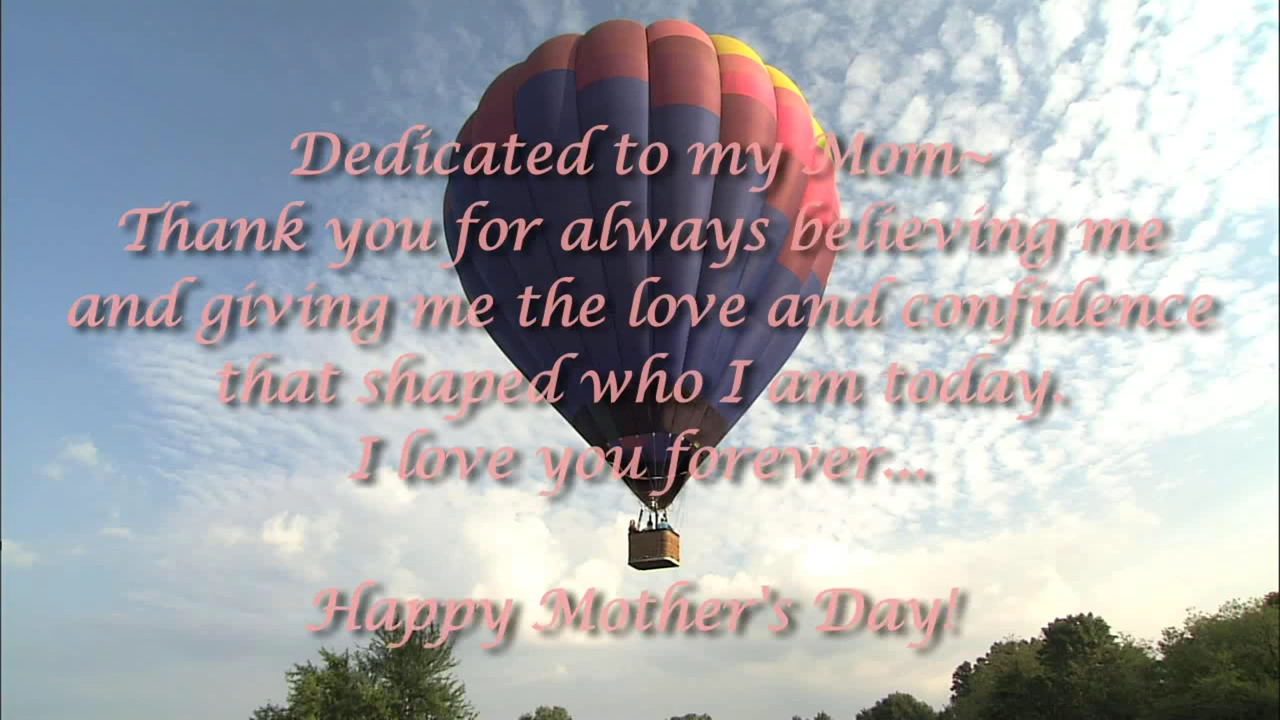 Dedicated to my Mom~
Thank you for always believing me
and giving me the love and confidence
that shaped who I am today.
I love you forever...
Happy Mother's Day!